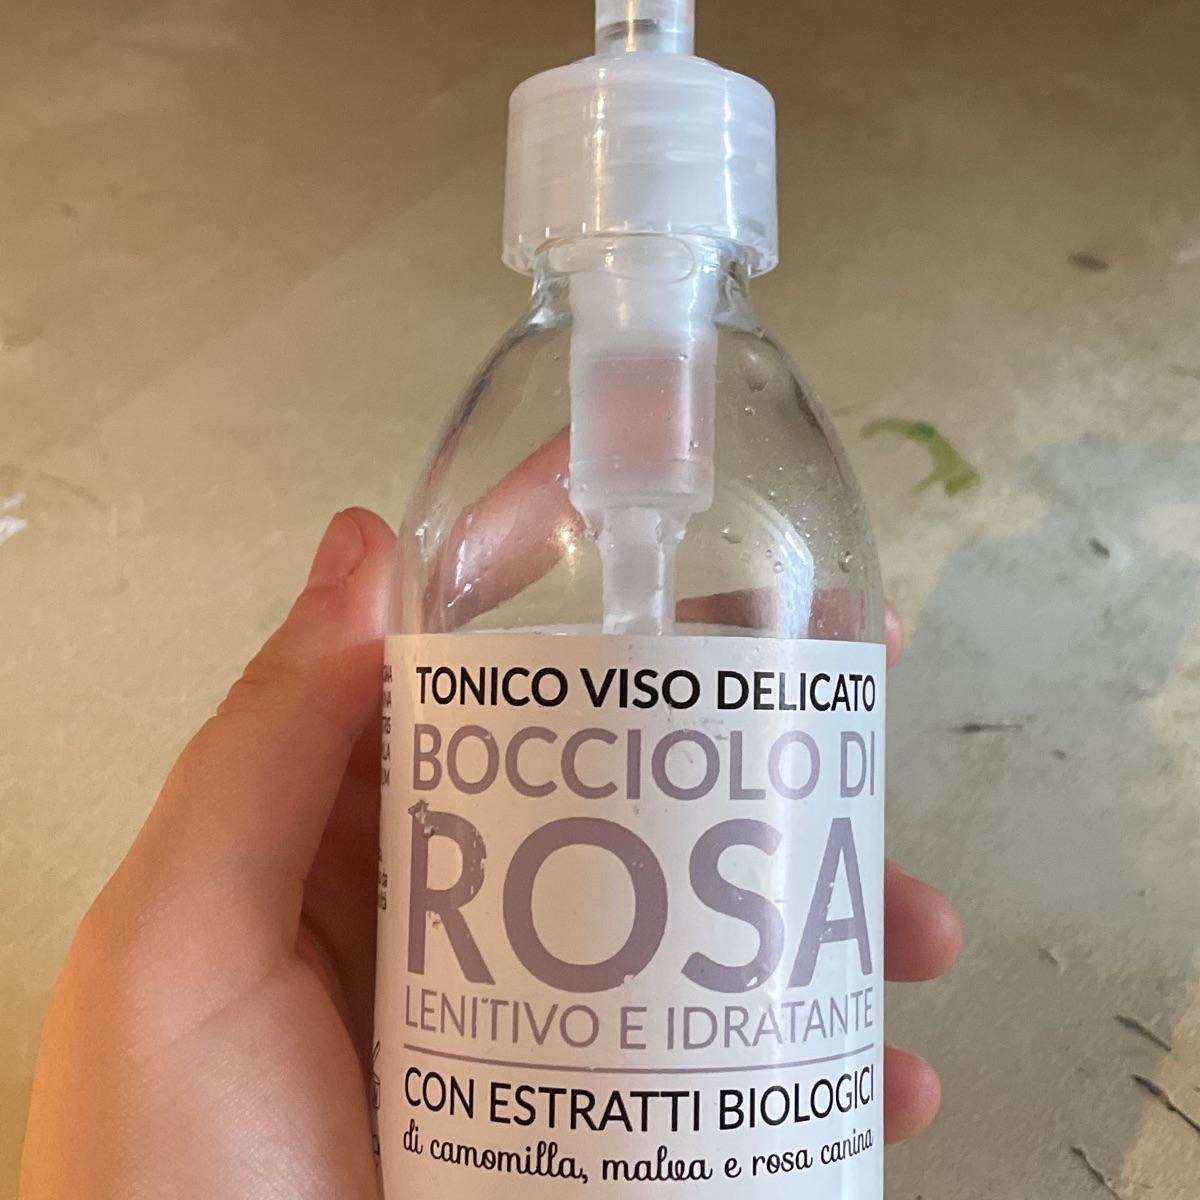 TONICO VISO DELICATO
BOCCIOLO DI
ROSA
LENITIVO E IDRATANTE
CON ESTRATTI BIOLOGICI
di camomilla, malva e rosa canina